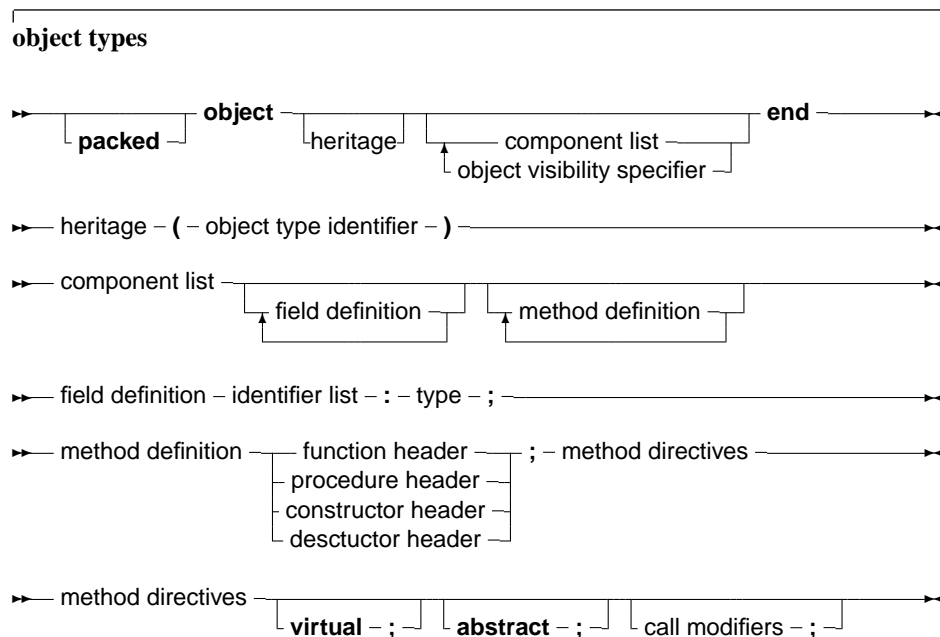 object types
object end
packed heritage component list
object visibility specifier
heritage ( object type identifier )
component list
field definition method definition
field definition identifier list : type ;
method definition function header ; method directives
procedure header
constructor header
desctuctor header
method directives
virtual ; abstract ; call modifiers ;